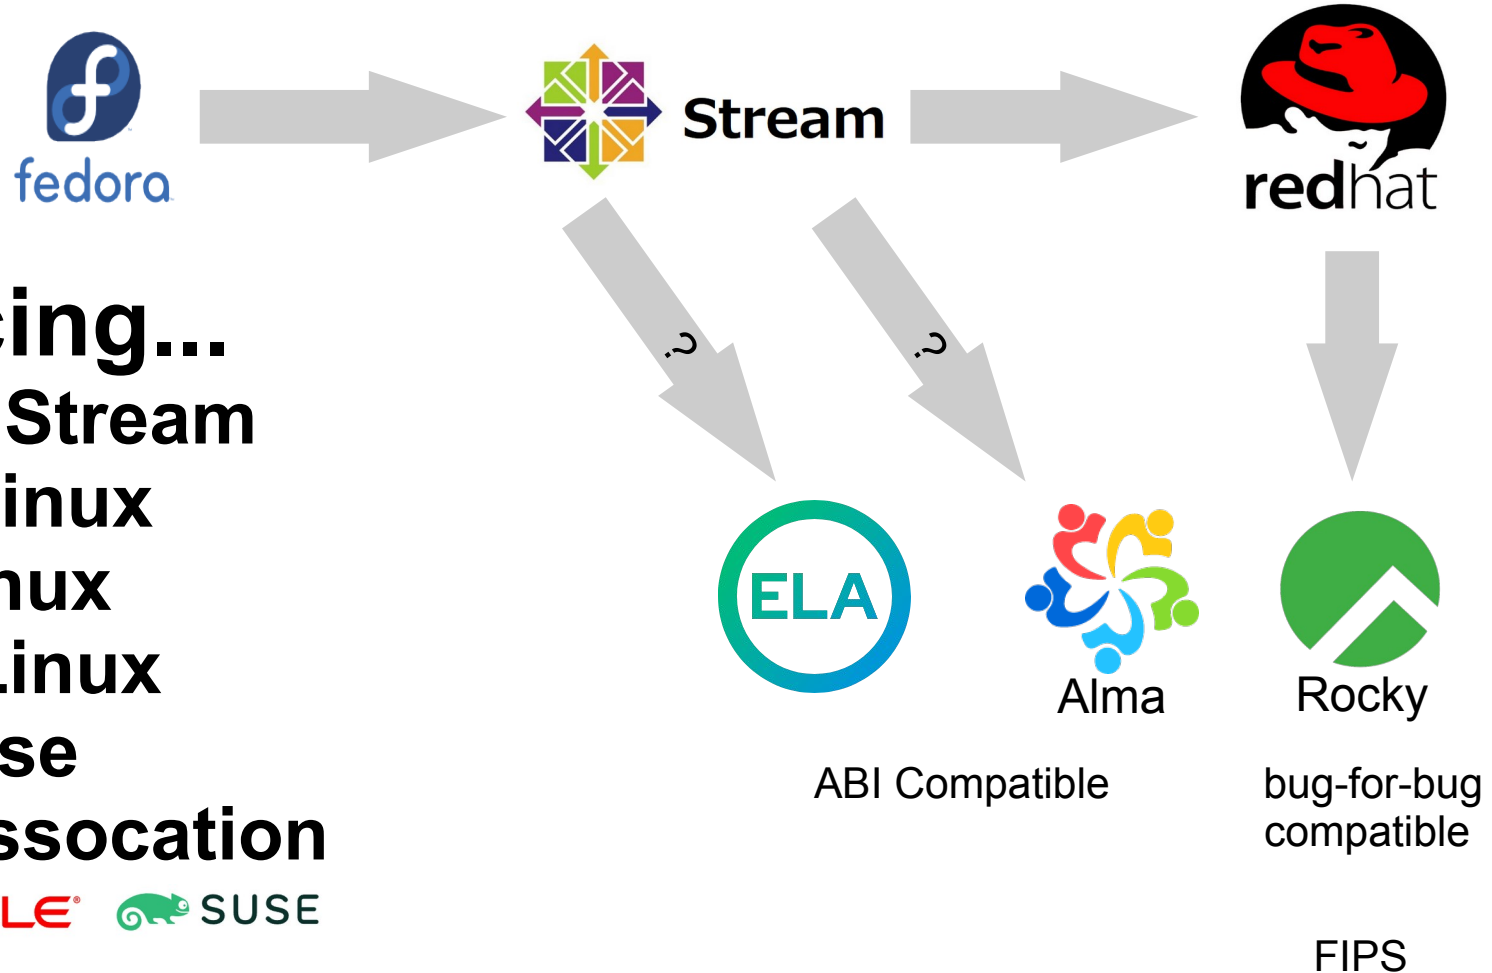 fedora
Stream
redhat
?
?
cing...
Stream
inux
nux
Linux
se
ssocation
LE
SUSE
ELA
Alma
Rocky
ABI Compatible
bug-for-bug
compatible
FIPS